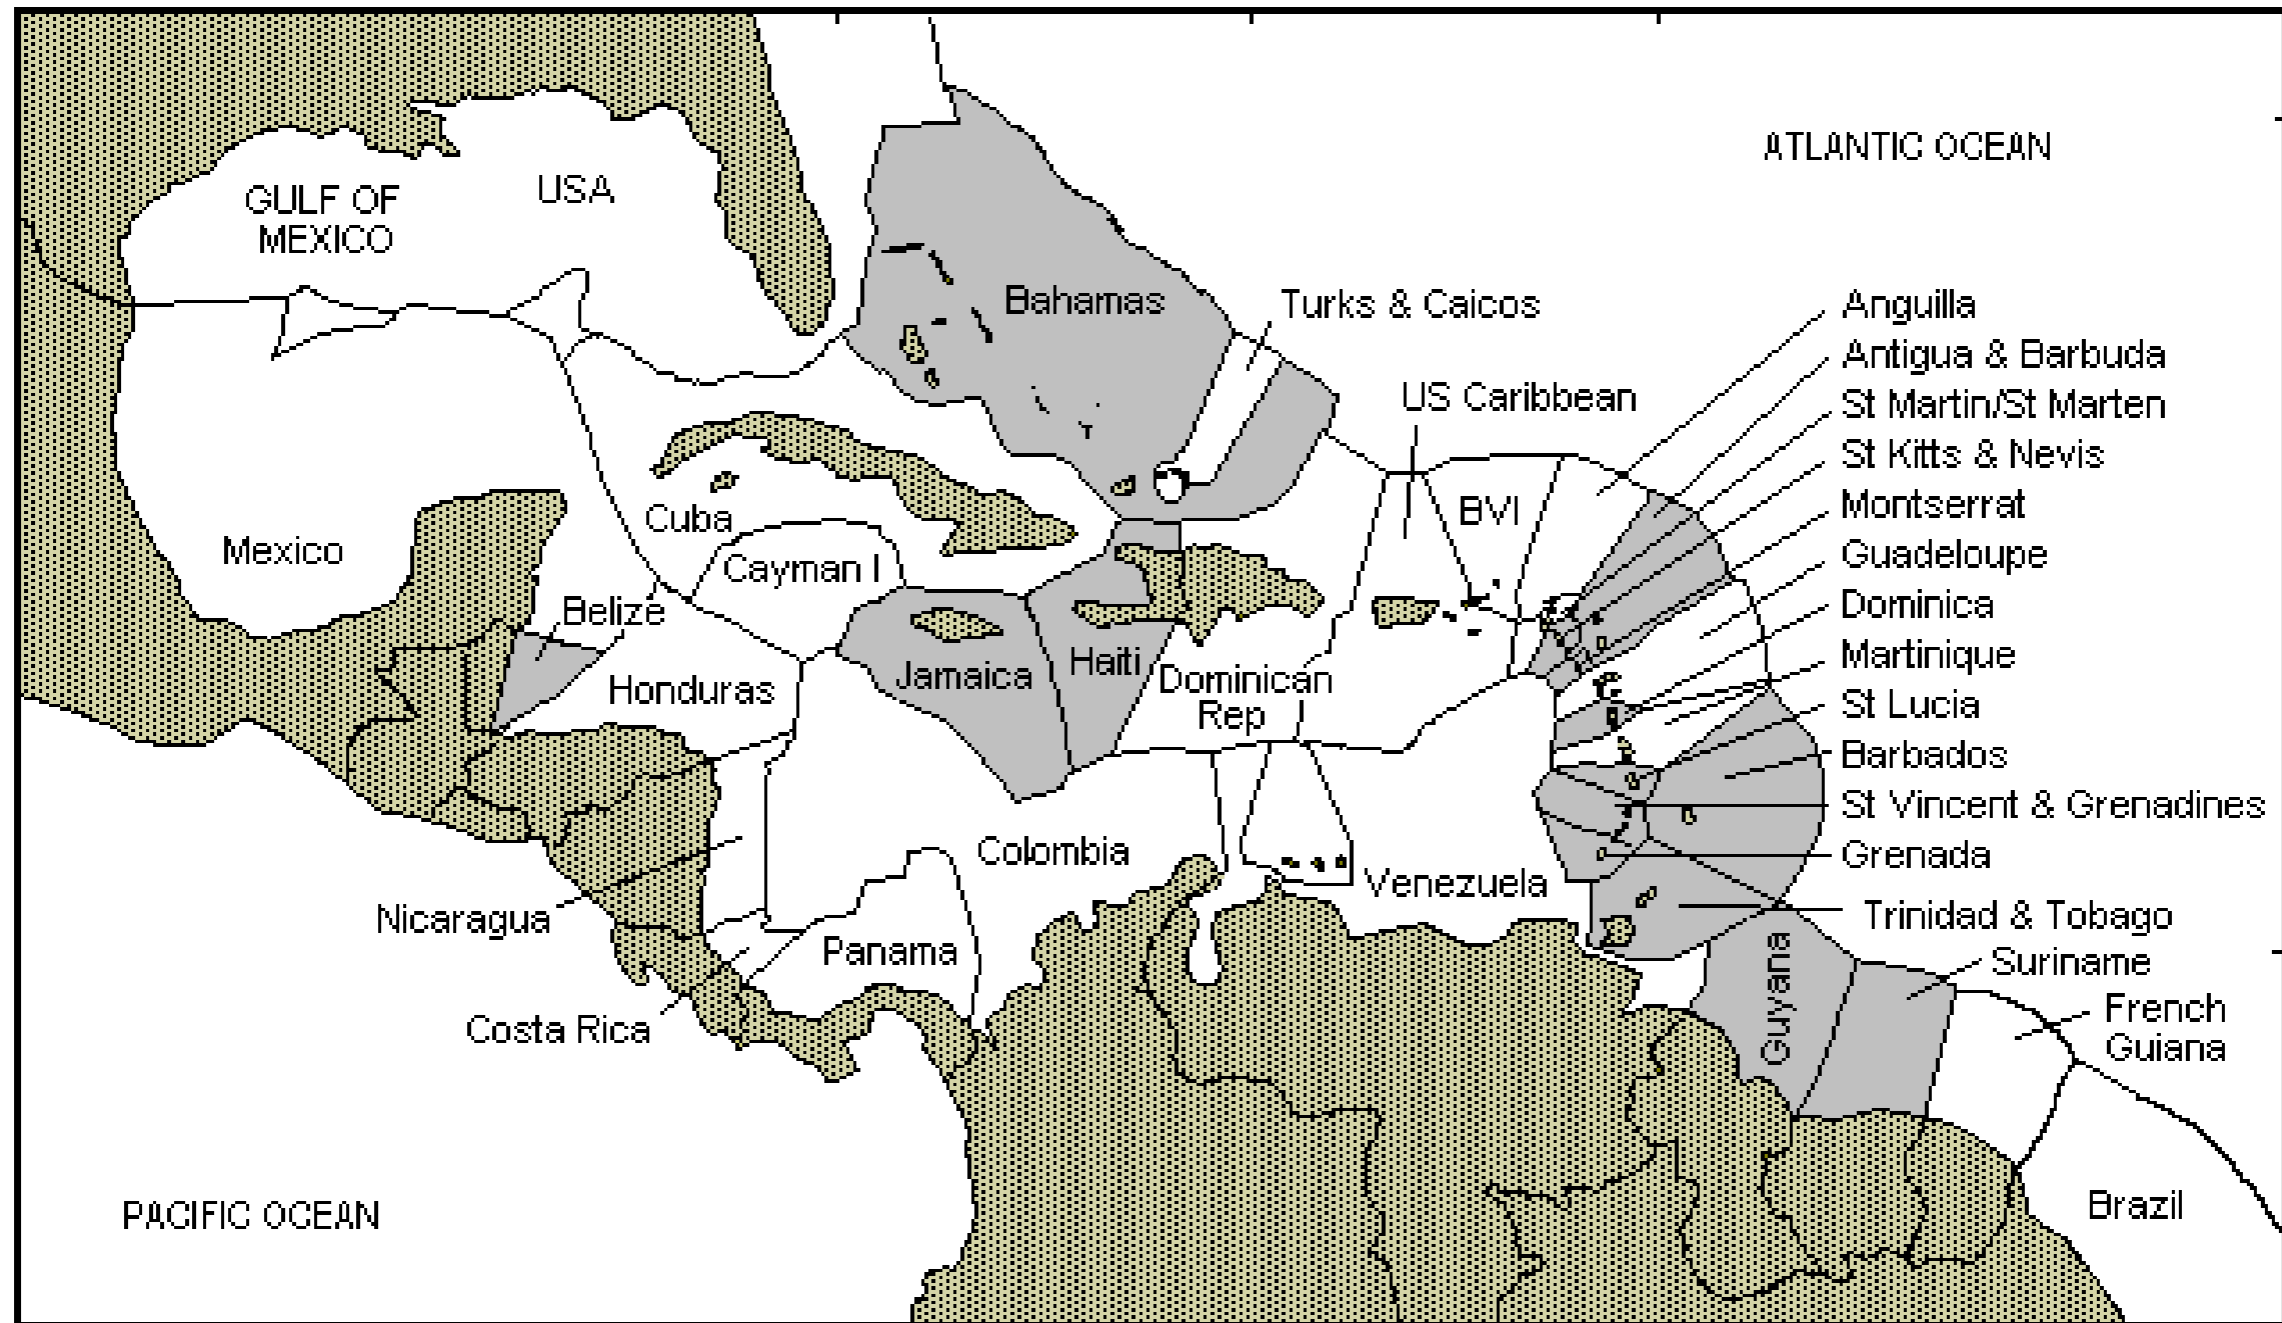 ATLANTIC OCEAN
GULF OF
MEXICO
USA
Bahamas
Turks & Caicos
Anguilla
Antigua & Barbuda
US Caribbean
St Martin/St Marten
St Kitts & Nevis
BVI
Montserrat
Cuba
Mexico
Cayman I
Guadeloupe
Belize
Dominica
Honduras
Jamaica
Haiti
Dominican
Rep
Martinique
St Lucia
Barbados
St Vincent & Grenadines
Colombia
Grenada
Venezuela
Nicaragua
Trinidad & Tobago
Panama
Suriname
Guyana
Costa Rica
French
Guiana
PACIFIC OCEAN
Brazil